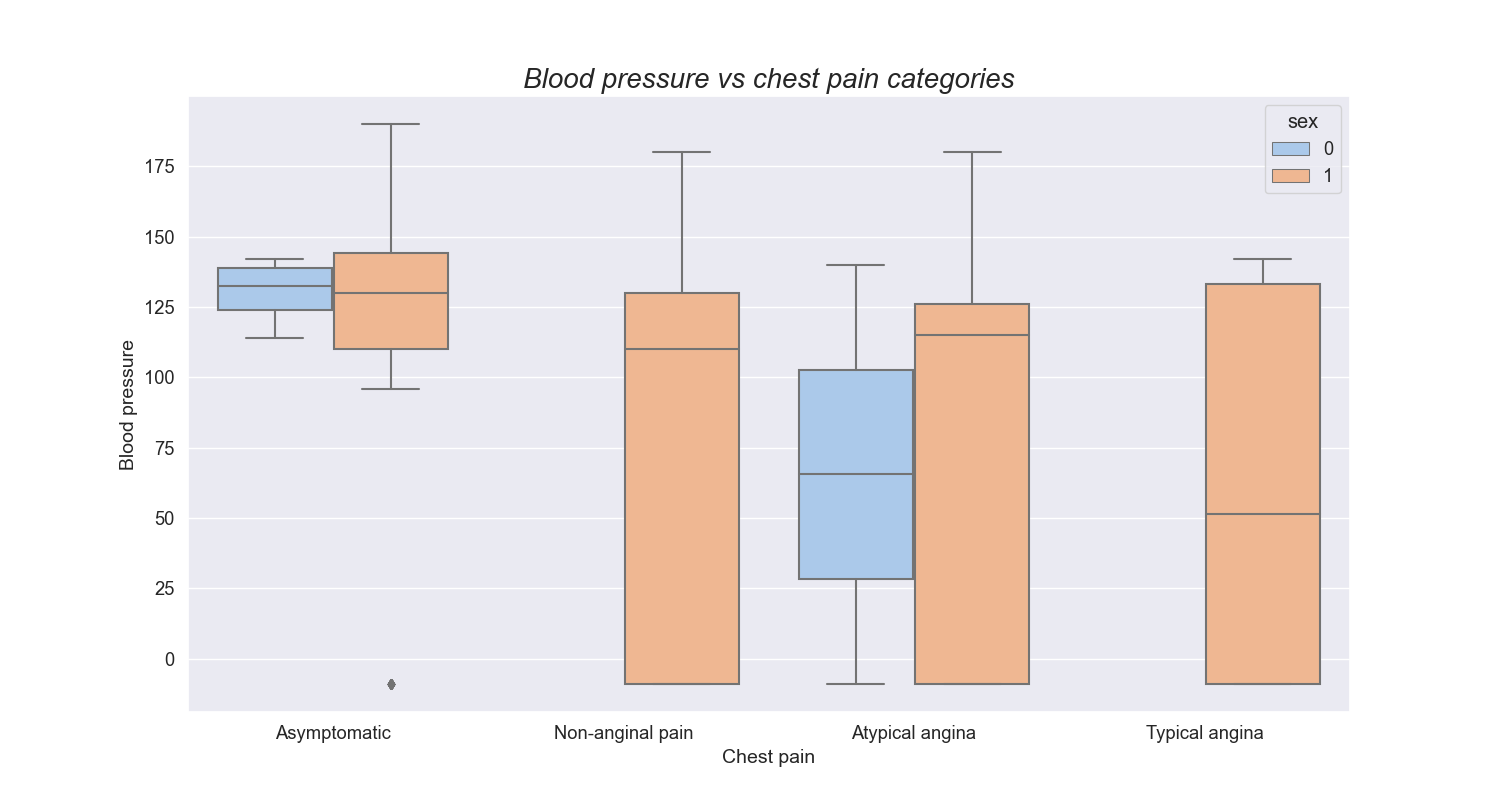 Blood pressure vs chest pain categories
sex
0
1
175
150
125
100
75
50
25
0
Blood pressure
Asymptomatic
Non-anginal pain
Atypical angina
Typical angina
Chest pain